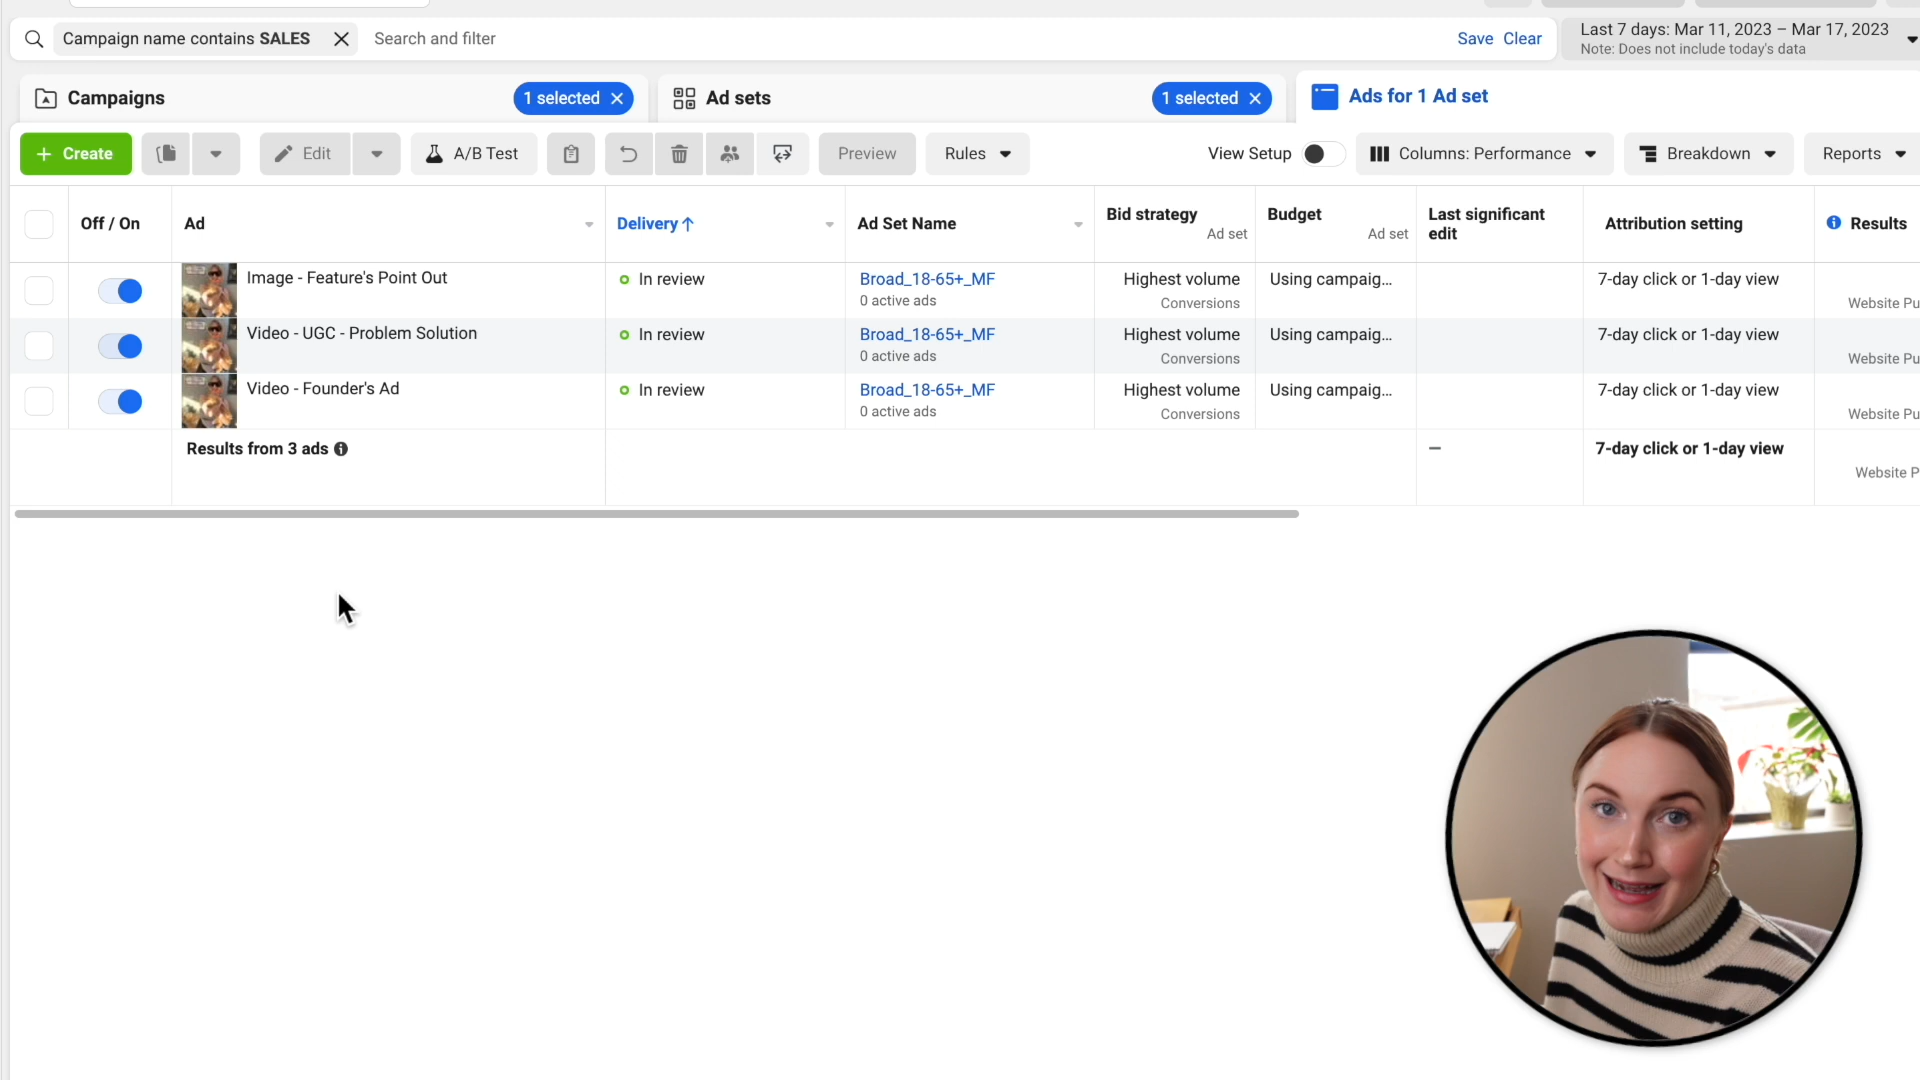 Campaign name contains SALES
Search and filter
Save Clear
Last 7 days: Mar 11, 2023 – Mar 17, 2023
Note: Does not include today's data
Campaigns
1 selected
Ad sets
1 selected
Ads for 1 Ad set
+ Create
Edit
A/B Test
Preview
Rules
View Setup
Columns: Performance
Breakdown
Reports
Off / On
Ad
Delivery ↑
Ad Set Name
Bid strategy
Ad set
Budget
Ad set
Last significant
edit
Attribution setting
Results
Image - Feature's Point Out
In review
Broad_18-65+_MF
0 active ads
Highest volume
Conversions
Using campaig...
7-day click or 1-day view
Website Pu
Video - UGC - Problem Solution
In review
Broad_18-65+_MF
0 active ads
Highest volume
Conversions
Using campaig...
7-day click or 1-day view
Website Pu
Video - Founder's Ad
In review
Broad_18-65+_MF
0 active ads
Highest volume
Conversions
Using campaig...
7-day click or 1-day view
Website Pu
Results from 3 ads
—
7-day click or 1-day view
Website P